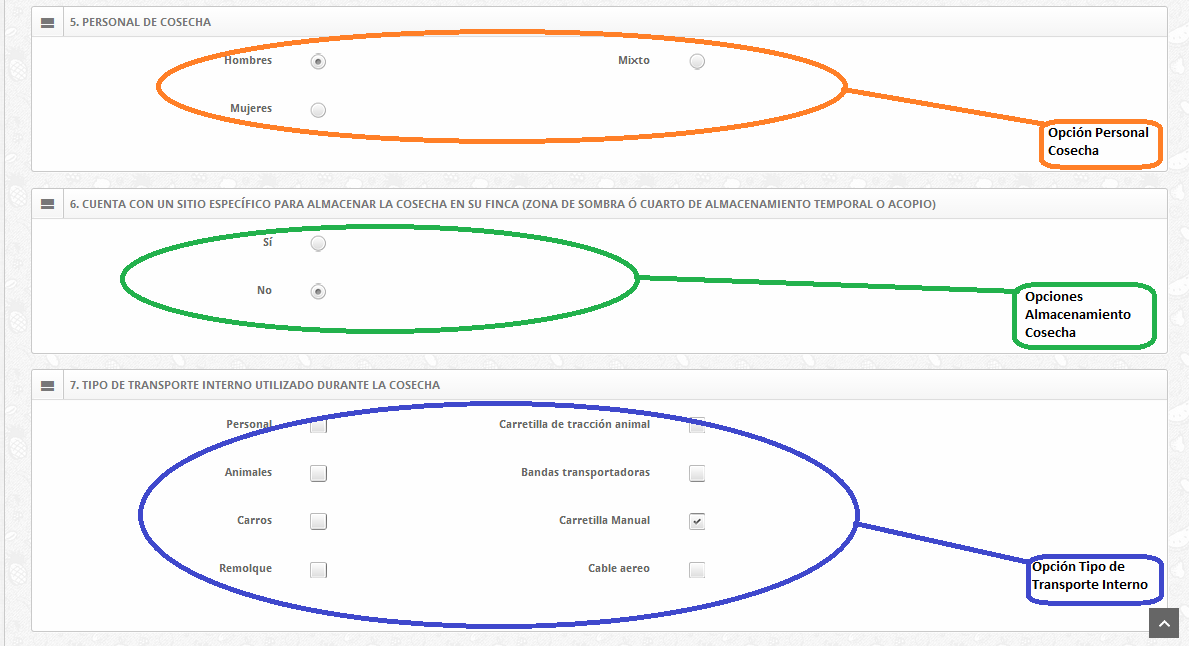 5. PERSONAL DE COSECHA
Hombres
Mixto
Mujeres
Opción Personal
Cosecha
6. CUENTA CON UN SITIO ESPECÍFICO PARA ALMACENAR LA COSECHA EN SU FINCA (ZONA DE SOMBRA Ó CUARTO DE ALMACENAMIENTO TEMPORAL O ACOPIO)
Sí
No
Opciones
Almacenamiento
Cosecha
7. TIPO DE TRANSPORTE INTERNO UTILIZADO DURANTE LA COSECHA
Personal
Carretilla de tracción animal
Animales
Bandas transportadoras
Carros
Carretilla Manual
Remolque
Cable aereo
Opción Tipo de
Transporte Interno